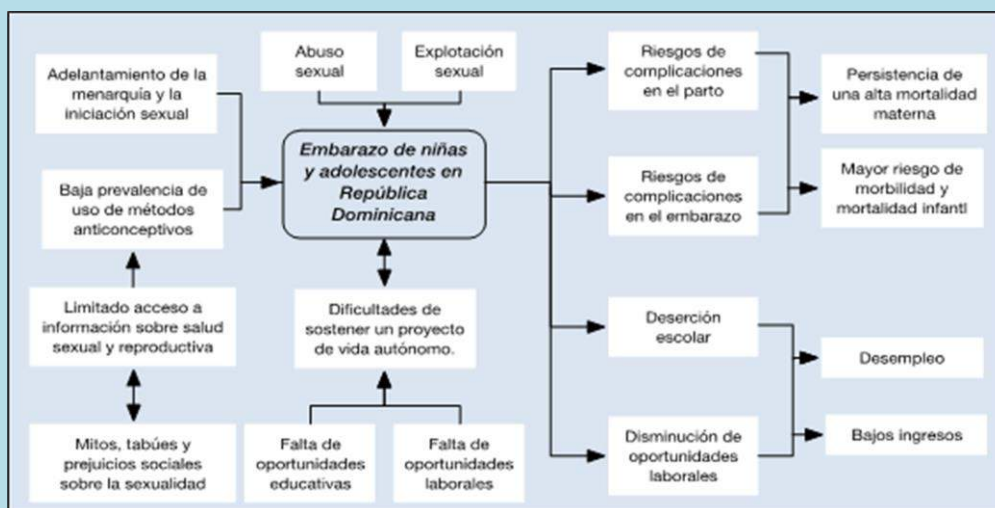 Adelantamiento de la
menarquía y la
iniciación sexual
Baja prevalencia de
uso de métodos
anticonceptivos
Limitado acceso a
información sobre salud
sexual y reproductiva
Mitos, tabúes y
prejuicios sociales
sobre la sexualidad
Abuso
sexual
Explotación
sexual
Embarazo de niñas
y adolescentes en
República
Dominicana
Dificultades de
sostener un proyecto
de vida autónomo.
Falta de
oportunidades
educativas
Falta de
oportunidades
laborales
Riesgos de
complicaciones
en el parto
Riesgos de
complicaciones
en el embarazo
Deserción
escolar
Disminución de
oportunidades
laborales
Persistencia de
una alta mortalidad
materna
Mayor riesgo de
morbilidad y
mortalidad infantl
Desempleo
Bajos ingresos